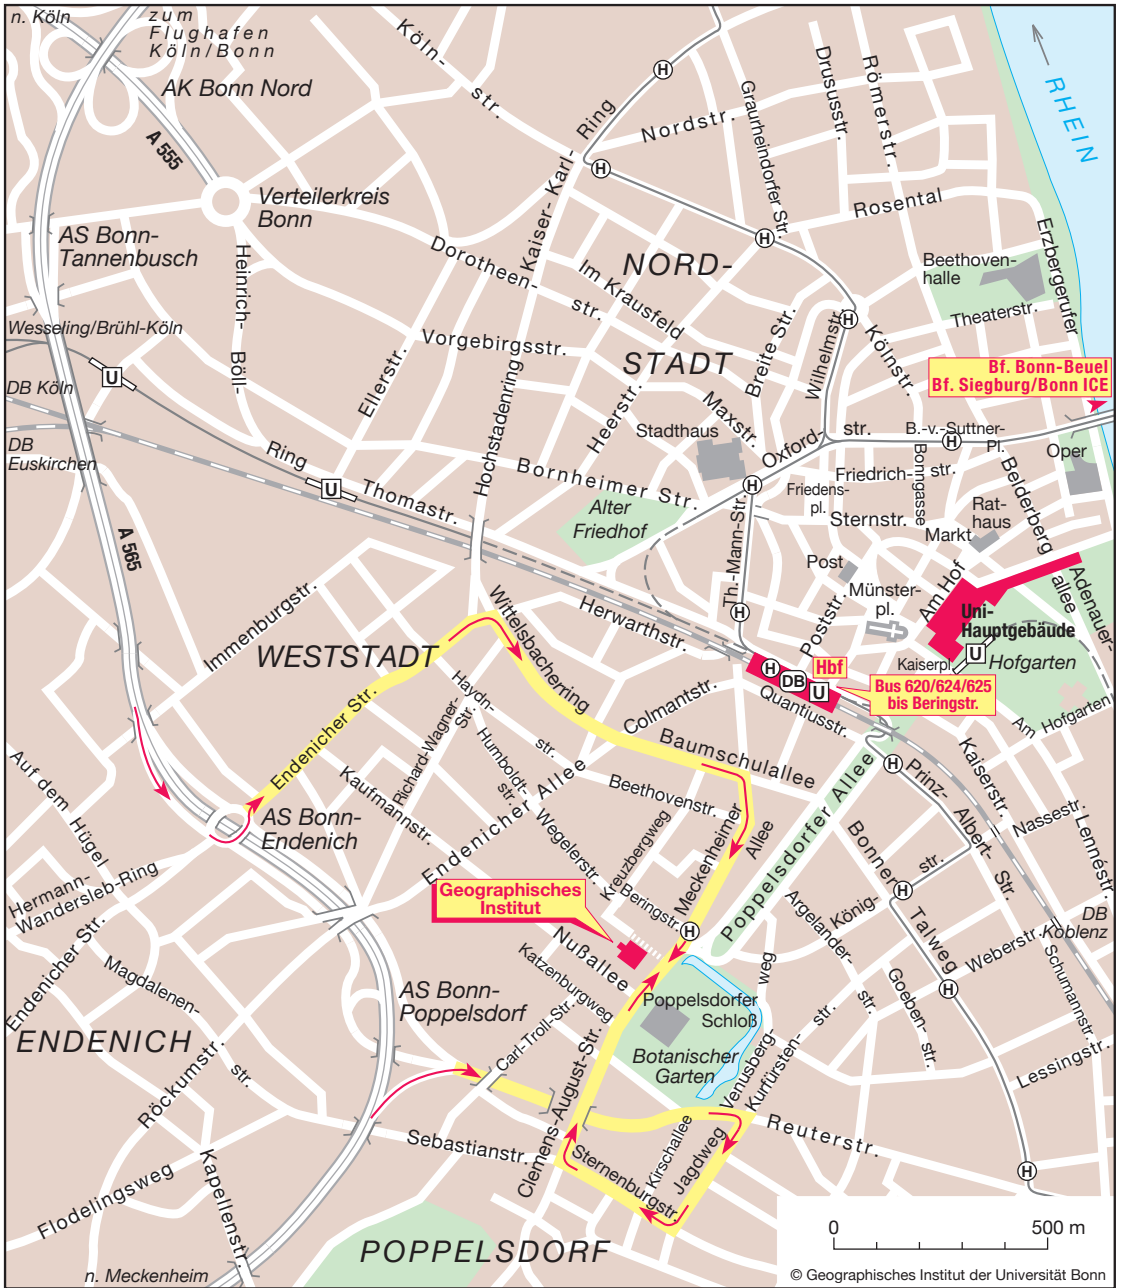 n. Köln
zum
Flughafen
Köln/Bonn
AK Bonn Nord
A 555
Verteilerkreis
Bonn
AS Bonn-
Tannenbusch
Köln-
str.
Kaiser-Karl-Ring
Nordstr.
Graurheindorfer Str.
Drususstr.
Römerstr.
RHEIN
Rosental
Erzbergerufer
Beethoven-
halle
Theaterstr.
Heinrich-
Böll-
Ring
Dorotheen-
str.
Im Krausfeld
NORD-
STADT
Wesseling/Brühl-Köln
U
DB Köln
DB
Euskirchen
Vorgebirgsstr.
Ellerstr.
Hochstadenring
Heerstr.
Maxstr.
Breite Str.
Wilhelmstr.
Kölnstr.
Bf. Bonn-Beuel
Bf. Siegburg/Bonn ICE
Stadthaus
Oxford-
str.
B.-v.-Suttner-
Pl.
Oper
Bornheimer Str.
Thomastr.
U
Alter
Friedhof
Friedrich-
str.
Friedens-
pl.
Bonngasse
Belderberg
Sternstr.
Rat-
haus
Markt
A 565
Th.-Mann-Str.
Post
Münster-
pl.
Poststr.
Am Hof
Uni-
Hauptgebäude
Adenauer-
allee
Hofgarten
U
Kaiserpl.
Immenburgstr.
WESTSTADT
Wittelsbacherring
Herwarthstr.
H
DB
U
Hbf
Bus 620/624/625
bis Beringstr.
Quantiusstr.
Am Hofgarten
Endenicher Str.
Haydn-
str.
Richard-Wagner-
Str.
Humboldt-
str.
Colmantstr.
Baumschulallee
Kaiserstr.
Auf dem
Hügel
AS Bonn-
Endenich
Kaufmannstr.
Endenicher Allee
Beethovenstr.
Meckenheimer
Allee
Poppelsdorfer Allee
Prinz-
Albert-
Str.
Nassestr.
Lennéstr.
Wegelerstr.
Kreuzbergweg
Beringstr.
Bonner
Talweg
Hermann-
Wandersleb-Ring
Geographisches
Institut
Nußallee
Katzenburgweg
König-
str.
Argelander-
str.
Weberstr.
DB
Koblenz
Schumannstr.
Endenicher Str.
Magdalenen-
str.
ENDENICH
AS Bonn-
Poppelsdorf
Carl-Troll-Str.
Poppelsdorfer
Schloß
Botanischer
Garten
Venusberg-
weg
Kurfürsten-
str.
Goeben-
str.
Lessingstr.
Röckumstr.
Clemens-August-Str.
Reuterstr.
Sebastianstr.
Sternenburgstr.
Kirschallee
Jagdweg
Flodelingsweg
Kapellenstr.
POPPELSDORF
n. Meckenheim
0
500 m
© Geographisches Institut der Universität Bonn
H
H
H
H
H
H
H
H
H
H
H
H